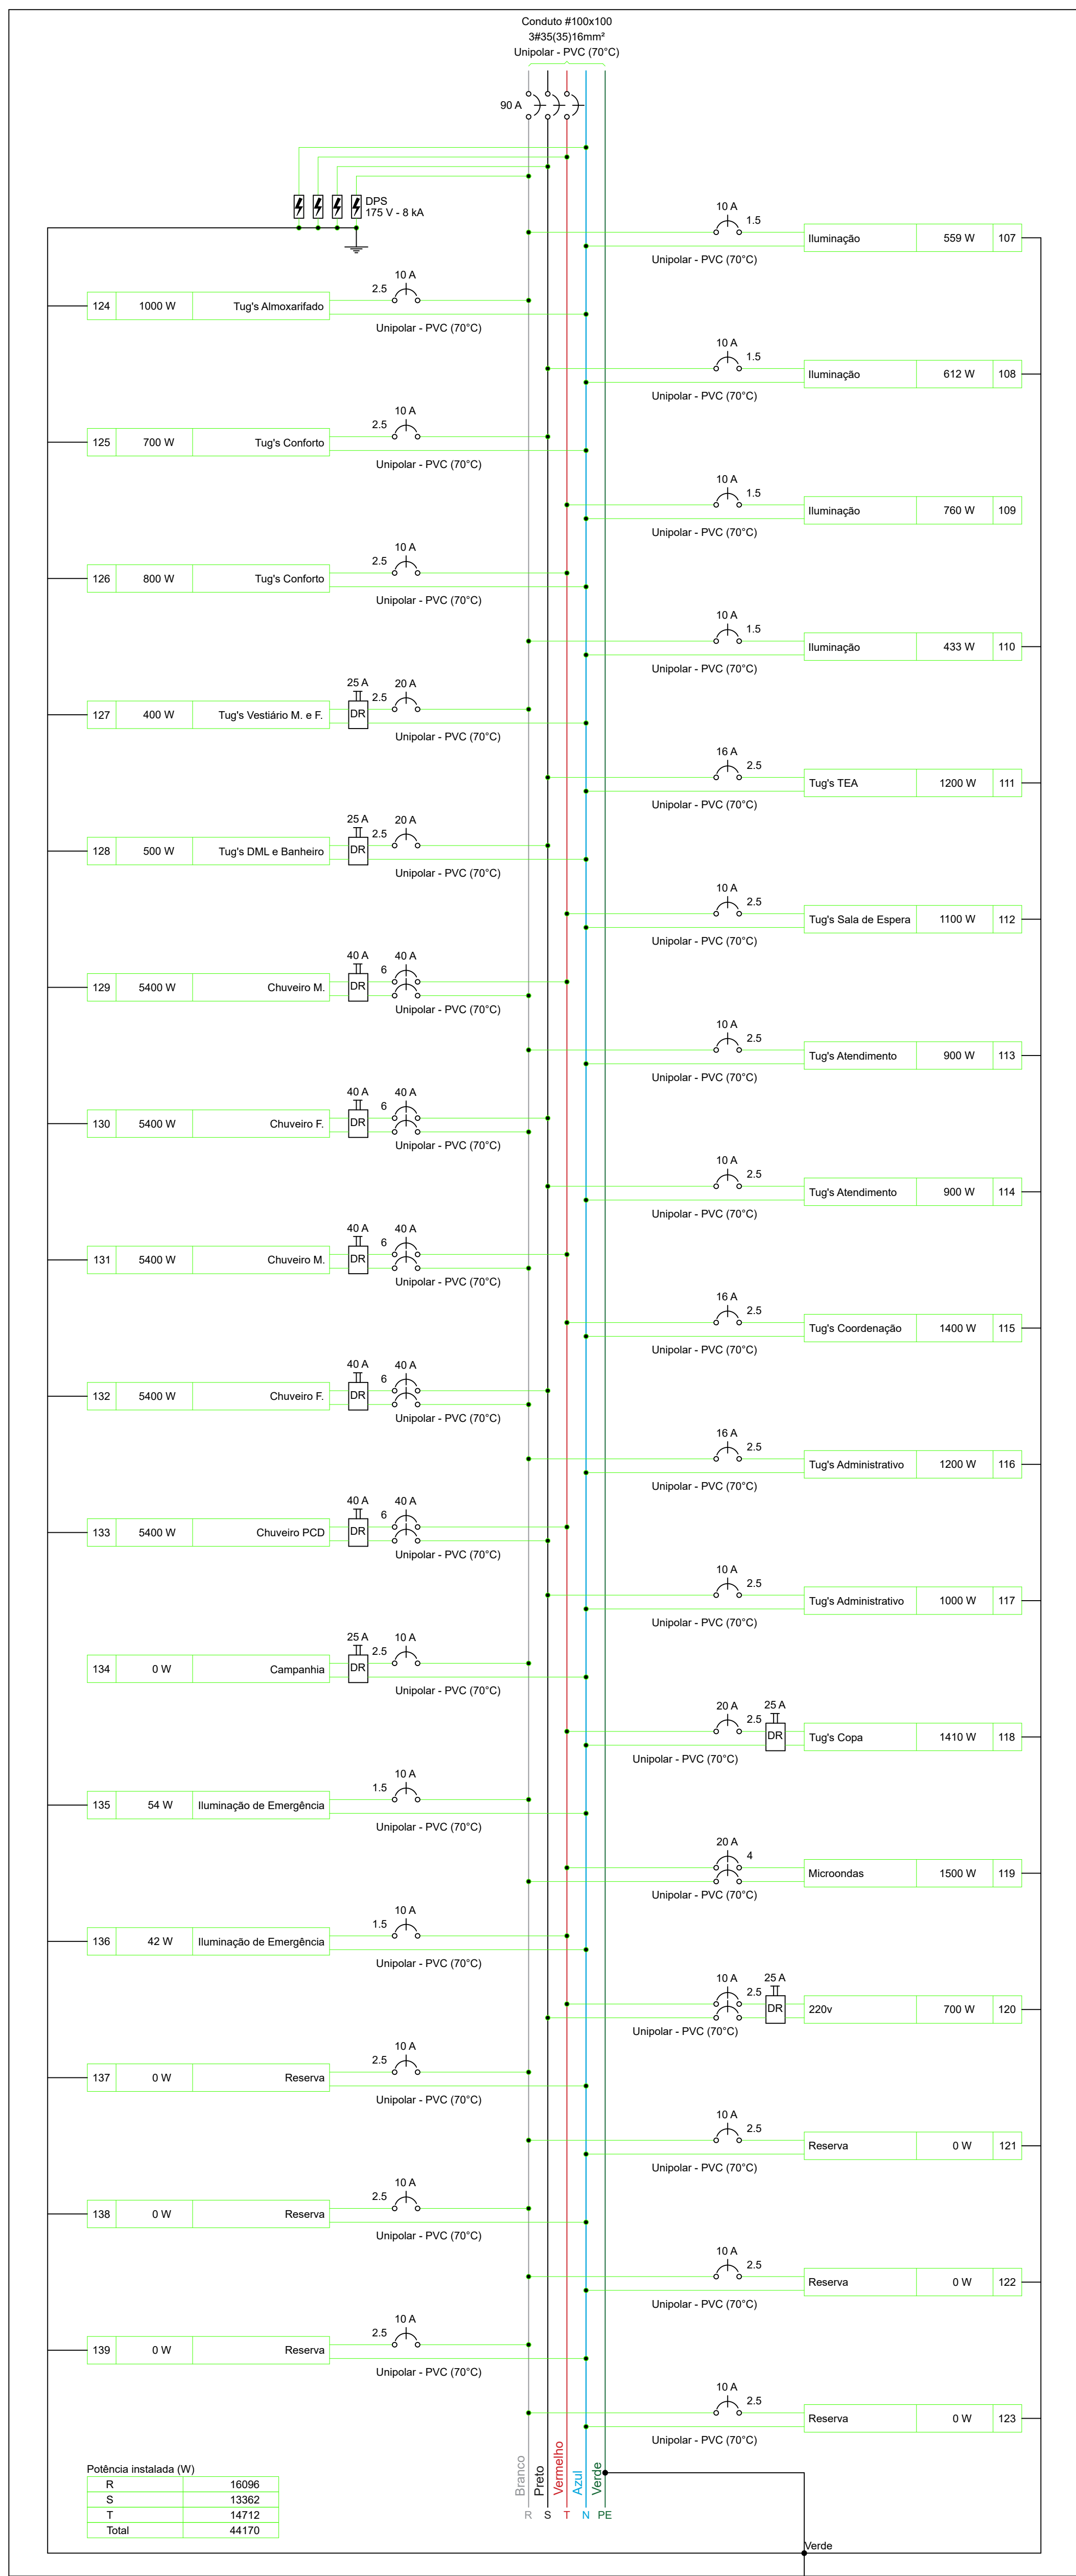 Conduto #100x100
3#35(35)16mm²
Unipolar - PVC (70°C)
90 A
DPS
175 V - 8 kA
10 A
2.5
124 1000 W Tug's Almoxarifado
Unipolar - PVC (70°C)
10 A
2.5
125 700 W Tug's Conforto
Unipolar - PVC (70°C)
10 A
2.5
126 800 W Tug's Conforto
Unipolar - PVC (70°C)
25 A 20 A
2.5
127 400 W Tug's Vestiário M. e F. DR
Unipolar - PVC (70°C)
25 A 20 A
2.5
128 500 W Tug's DML e Banheiro DR
Unipolar - PVC (70°C)
40 A 40 A
6
129 5400 W Chuveiro M. DR
Unipolar - PVC (70°C)
40 A 40 A
6
130 5400 W Chuveiro F. DR
Unipolar - PVC (70°C)
40 A 40 A
6
131 5400 W Chuveiro M. DR
Unipolar - PVC (70°C)
40 A 40 A
6
132 5400 W Chuveiro F. DR
Unipolar - PVC (70°C)
40 A 40 A
6
133 5400 W Chuveiro PCD DR
Unipolar - PVC (70°C)
25 A 10 A
2.5
134 0 W Campanhia DR
Unipolar - PVC (70°C)
10 A
1.5
135 54 W Iluminação de Emergência
Unipolar - PVC (70°C)
10 A
1.5
136 42 W Iluminação de Emergência
Unipolar - PVC (70°C)
10 A
2.5
137 0 W Reserva
Unipolar - PVC (70°C)
10 A
2.5
138 0 W Reserva
Unipolar - PVC (70°C)
10 A
2.5
139 0 W Reserva
Unipolar - PVC (70°C)
10 A
1.5
Iluminação 559 W 107
Unipolar - PVC (70°C)
10 A
1.5
Iluminação 612 W 108
Unipolar - PVC (70°C)
10 A
1.5
Iluminação 760 W 109
Unipolar - PVC (70°C)
10 A
1.5
Iluminação 433 W 110
Unipolar - PVC (70°C)
16 A
2.5
Tug's TEA 1200 W 111
Unipolar - PVC (70°C)
10 A
2.5
Tug's Sala de Espera 1100 W 112
Unipolar - PVC (70°C)
10 A
2.5
Tug's Atendimento 900 W 113
Unipolar - PVC (70°C)
10 A
2.5
Tug's Atendimento 900 W 114
Unipolar - PVC (70°C)
16 A
2.5
Tug's Coordenação 1400 W 115
Unipolar - PVC (70°C)
16 A
2.5
Tug's Administrativo 1200 W 116
Unipolar - PVC (70°C)
10 A
2.5
Tug's Administrativo 1000 W 117
Unipolar - PVC (70°C)
20 A 25 A
2.5
DR Tug's Copa 1410 W 118
Unipolar - PVC (70°C)
20 A
4
Microondas 1500 W 119
Unipolar - PVC (70°C)
10 A 25 A
2.5
DR 220v 700 W 120
Unipolar - PVC (70°C)
10 A
2.5
Reserva 0 W 121
Unipolar - PVC (70°C)
10 A
2.5
Reserva 0 W 122
Unipolar - PVC (70°C)
10 A
2.5
Reserva 0 W 123
Unipolar - PVC (70°C)
Branco Preto Vermelho Azul Verde
R S T N PE
Potência instalada (W)
R 16096
S 13362
T 14712
Total 44170
Verde